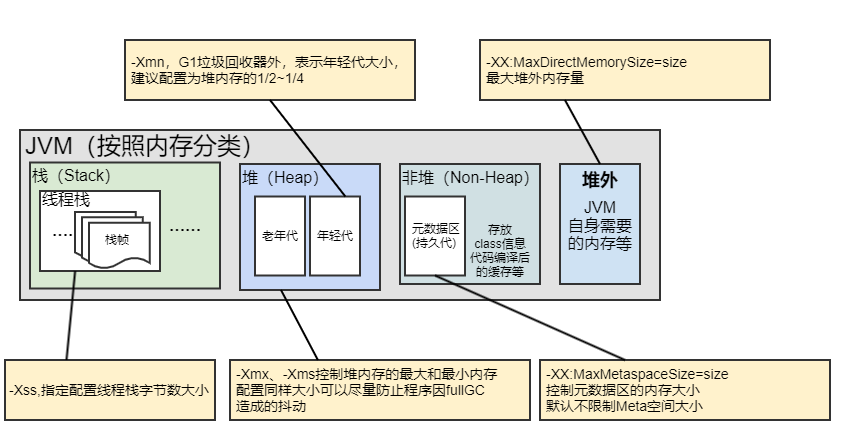 -Xmn，G1垃圾回收器外，表示年轻代大小，
建议配置为堆内存的1/2~1/4
-XX:MaxDirectMemorySize=size
最大堆外内存量
JVM（按照内存分类）
栈（Stack）
线程栈
....
栈帧
......
堆（Heap）
老年代
年轻代
非堆（Non-Heap）
元数据区
(持久代)
存放
class信息
代码编译后
的缓存等
堆外
JVM
自身需要
的内存等
-Xss,指定配置线程栈字节数大小
-Xmx、-Xms控制堆内存的最大和最小内存
配置同样大小可以尽量防止程序因fullGC
造成的抖动
-XX:MaxMetaspaceSize=size
控制元数据区的内存大小
默认不限制Meta空间大小